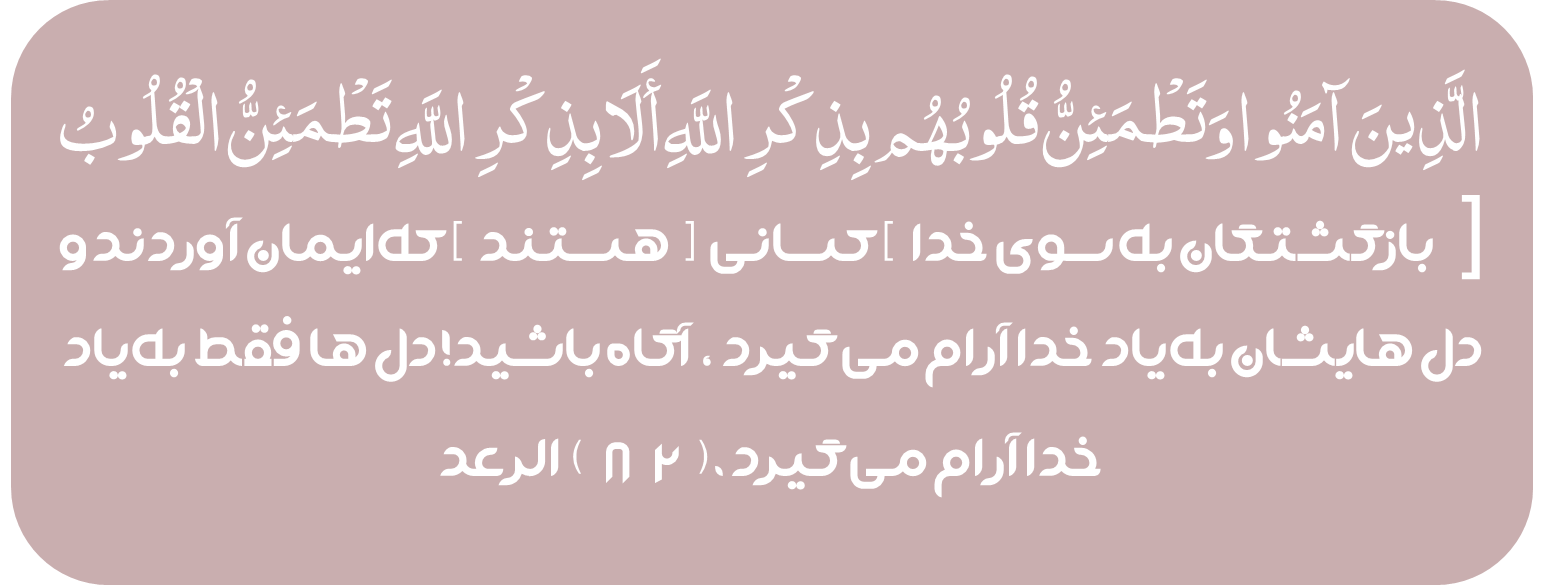 الَّذِينَ آمَنُوا وَتَطْمَئِنُّ قُلُوبُهُم بِذِكْرِ اللَّهِ أَلَا بِذِكْرِ اللَّهِ تَطْمَئِنُّ الْقُلُوبُ
[ بازگشتگان به سوی خدا ] کسانی [ هستند ] که ایمان آوردند و
دل هایشان به یاد خدا آرام می گیرد ، آگاه باشید! دل ها فقط به یاد
خدا آرام می گیرد. ( ۲۸ ) الرعد